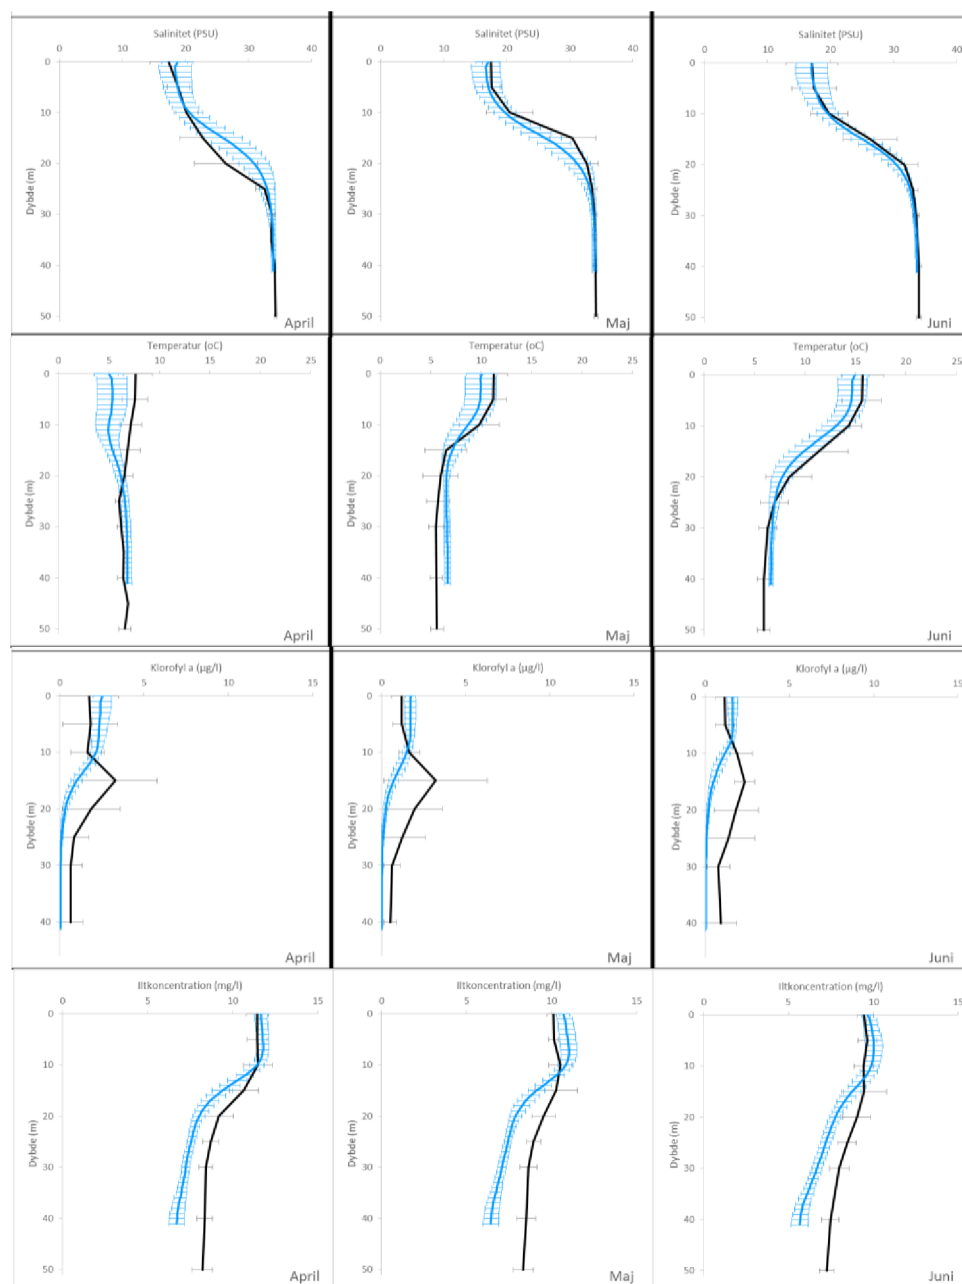 Salinitet (PSU) Salinitet (PSU) Salinitet (PSU)
0 10 20 30 40 0 10 20 30 40 0 10 20 30 40
0 0 0
10 10 10
20 20 20
30 30 30
40 40 40
50 50 50
Dybde (m) Dybde (m) Dybde (m)
April Maj Juni
Temperatur (oC) Temperatur (oC) Temperatur (oC)
0 5 10 15 20 25 0 5 10 15 20 25 0 5 10 15 20 25
0 0 0
10 10 10
20 20 20
30 30 30
40 40 40
50 50 50
Dybde (m) Dybde (m) Dybde (m)
April Maj Juni
Klorofyl a (µg/l) Klorofyl a (µg/l) Klorofyl a (µg/l)
0 5 10 15 0 5 10 15 0 5 10 15
0 0 0
10 10 10
20 20 20
30 30 30
40 40 40
Dybde (m) Dybde (m) Dybde (m)
April Maj Juni
Iltkoncentration (mg/l) Iltkoncentration (mg/l) Iltkoncentration (mg/l)
0 5 10 15 0 5 10 15 0 5 10 15
0 0 0
10 10 10
20 20 20
30 30 30
40 40 40
50 50 50
Dybde (m) Dybde (m) Dybde (m)
April Maj Juni